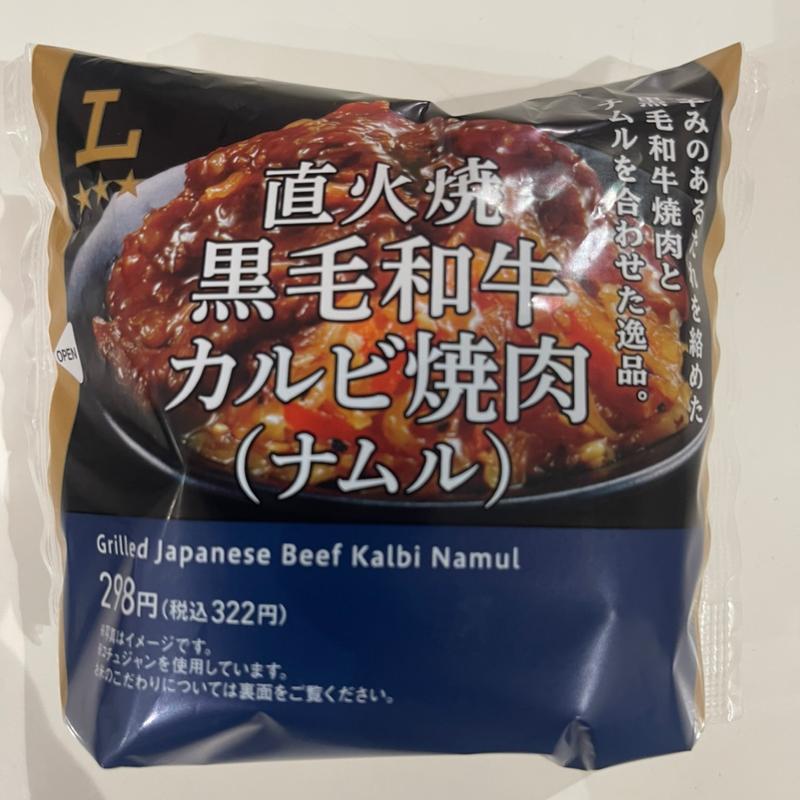 L
直火焼
黒毛和牛
カルビ焼肉
(ナムル)
辛みのあるたれを絡めた
黒毛和牛焼肉と
ナムルを合わせた逸品。
OPEN
Grilled Japanese Beef Kalbi Namul
298円(税込322円)
※写真はイメージです。
コチュジャンを使用しています。
のこだわりについては裏面をご覧ください。